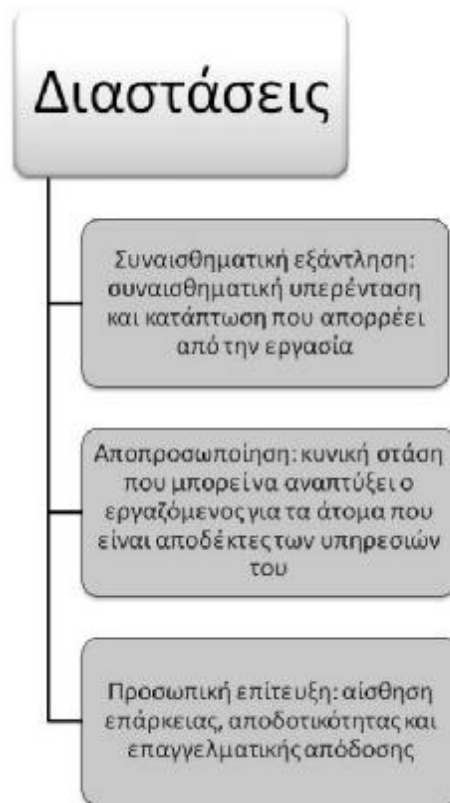 Διαστάσεις
Συναισθηματική εξάντληση:
συναισθηματική υπερένταση
και κατάπτωση που απορρέει
από την εργασία
Αποπροσωποίηση: κυνική στάση
που μπορεί να αναπτύξει ο
εργαζόμενος για τα άτομα που
είναι αποδέκτες των υπηρεσιών
του
Προσωπική επίτευξη: αίσθηση
επάρκειας, αποδοτικότητας και
επαγγελματικής απόδοσης